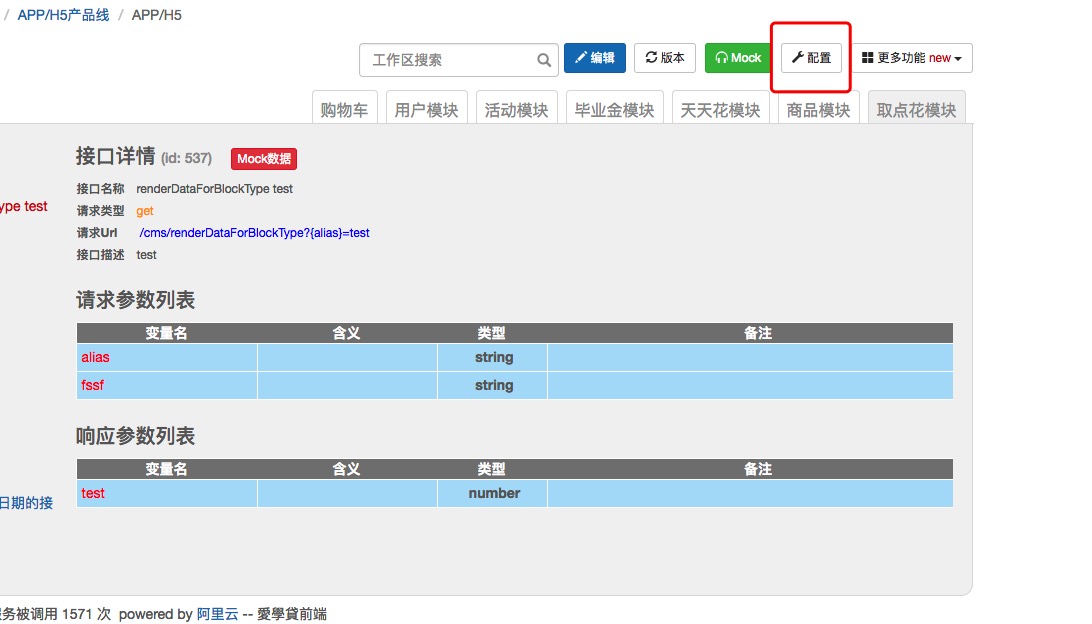 / APP/H5产品线 / APP/H5
工作区搜索 编辑 版本 Mock 配置 更多功能 new
购物车 用户模块 活动模块 毕业金模块 天天花模块 商品模块 取点花模块
接口详情 (id: 537) Mock数据
接口名称 renderDataForBlockType test
ype test
请求类型 get
请求Url /cms/renderDataForBlockType?{alias}=test
接口描述 test
请求参数列表
变量名 含义 类型 备注
alias string
fssf string
响应参数列表
变量名 含义 类型 备注
test number
日期的接
务被调用 1571 次 powered by 阿里云 -- 愛學貸前端